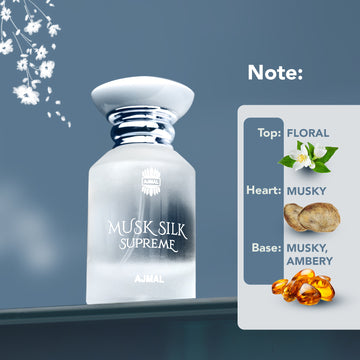 Note:
Top: FLORAL
Heart: MUSKY
Base: MUSKY,
AMBERY
AJMAL
MUSK SILK
SUPREME
AJMAL